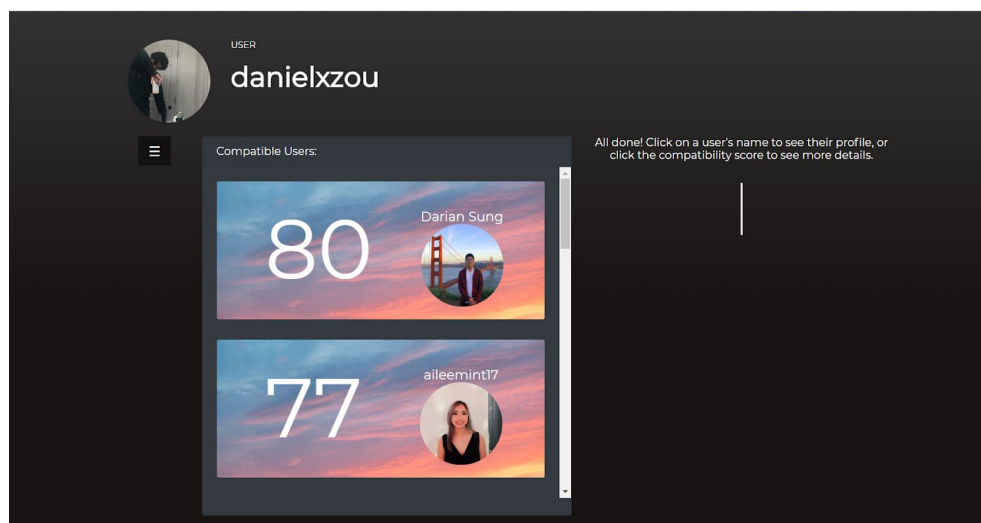 USER
danielxzou
☰
Compatible Users:
All done! Click on a user's name to see their profile, or
click the compatibility score to see more details.
80
Darian Sung
77
aileemint17